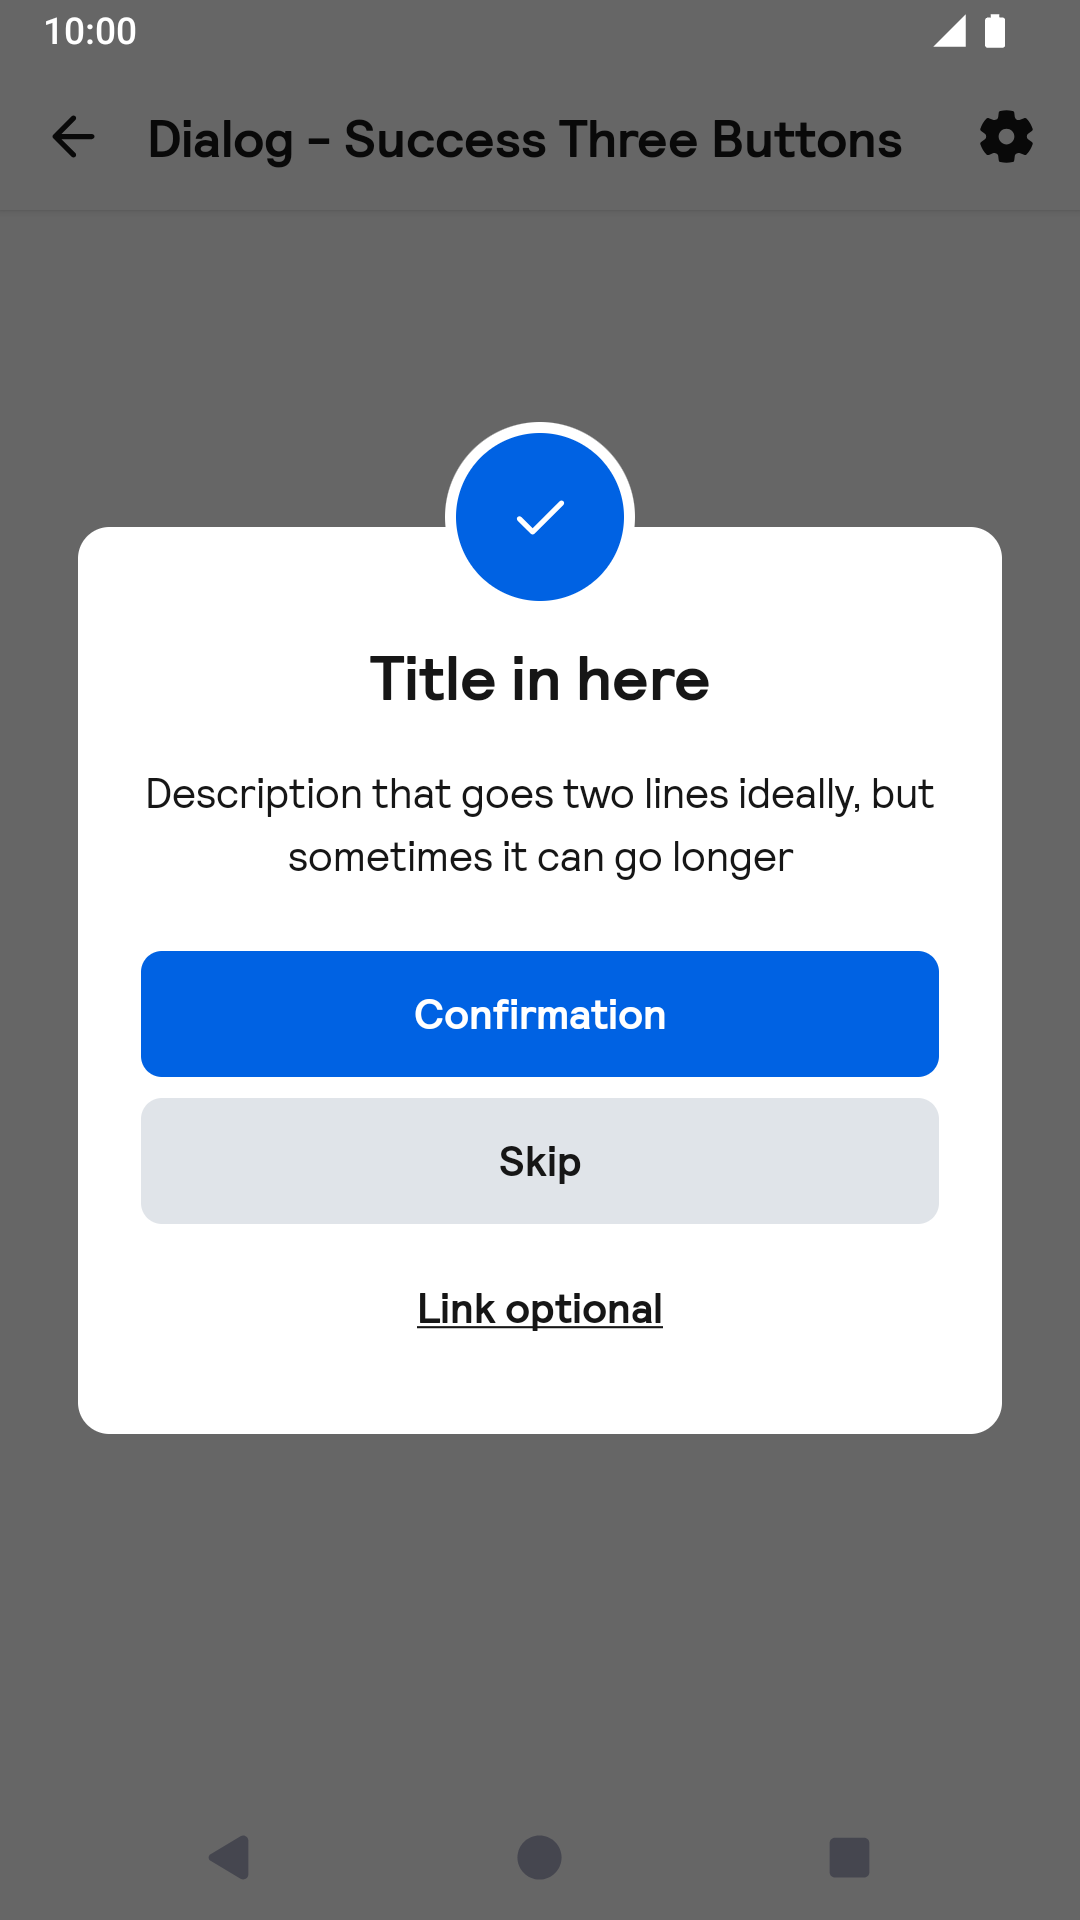 10:00
Dialog - Success Three Buttons
Title in here
Description that goes two lines ideally, but
sometimes it can go longer
Confirmation
Skip
Link optional